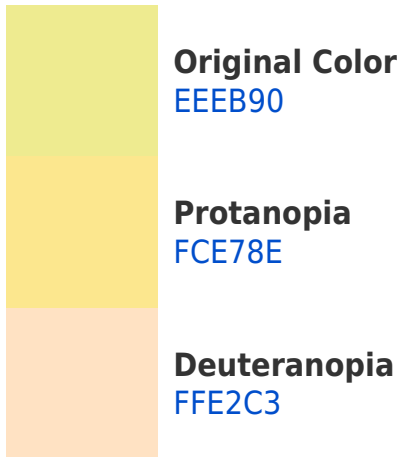 Original Color
EEEB90
Protanopia
FCE78E
Deuteranopia
FFE2C3